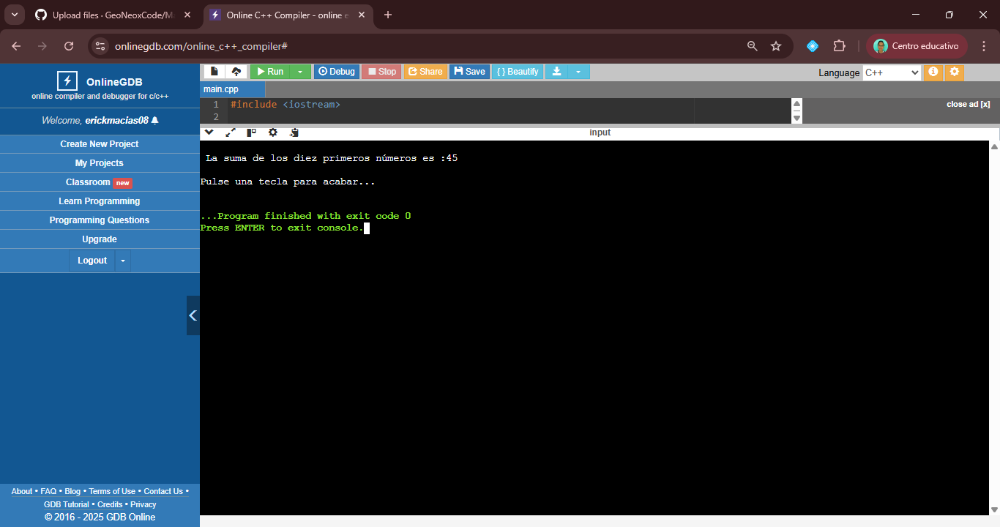 Upload files · GeoNeoxCode/M
Online C++ Compiler - online e
onlinegdb.com/online_c++_compiler#
Centro educativo
OnlineGDB
online compiler and debugger for c/c++
Welcome, erickmacias08
Create New Project
My Projects
Classroom new
Learn Programming
Programming Questions
Upgrade
Logout
About • FAQ • Blog • Terms of Use • Contact Us •
GDB Tutorial • Credits • Privacy
© 2016 - 2025 GDB Online
Run Debug Stop Share Save { } Beautify
Language C++
main.cpp
1 #include <iostream>
2
close ad [x]
input
La suma de los diez primeros números es :45
Pulse una tecla para acabar...
...Program finished with exit code 0
Press ENTER to exit console.